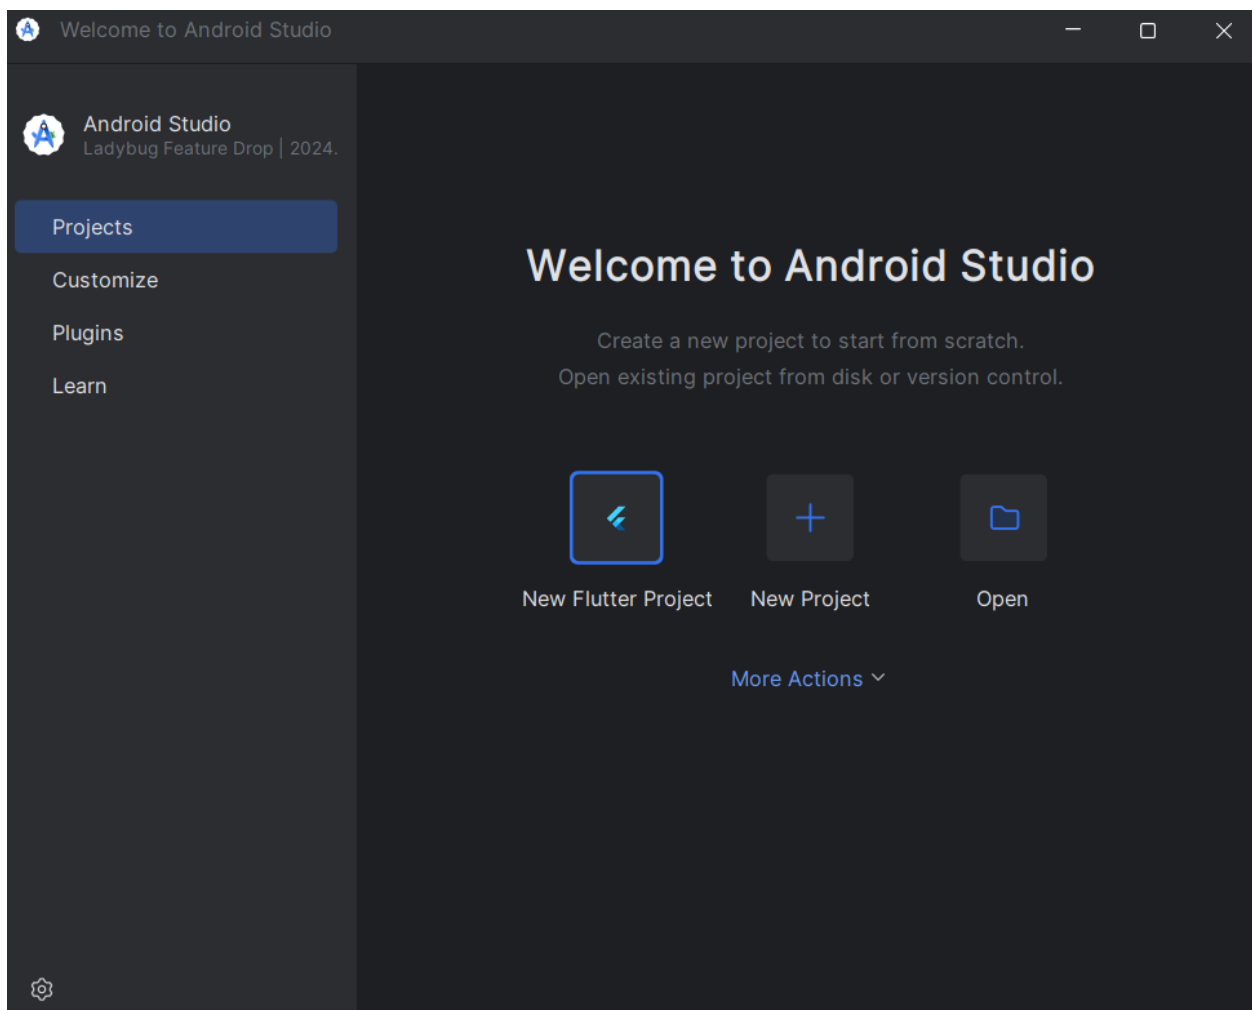 Welcome to Android Studio
Android Studio
Ladybug Feature Drop | 2024.
Projects
Customize
Plugins
Learn
Welcome to Android Studio
Create a new project to start from scratch.
Open existing project from disk or version control.
New Flutter Project
New Project
Open
More Actions